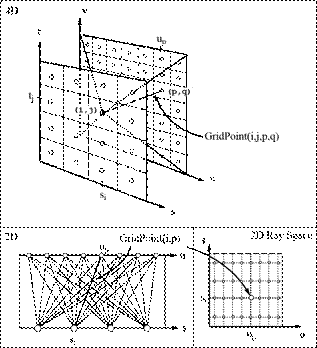 4D
v
t
u_p
t_j
(i, j)
(p, q)
GridPoint(i,j,p,q)
s_i
u
s
2D
GridPoint(i,p)
2D Ray Space
u_p
u
s
s_i
s
s_i
u_p
u